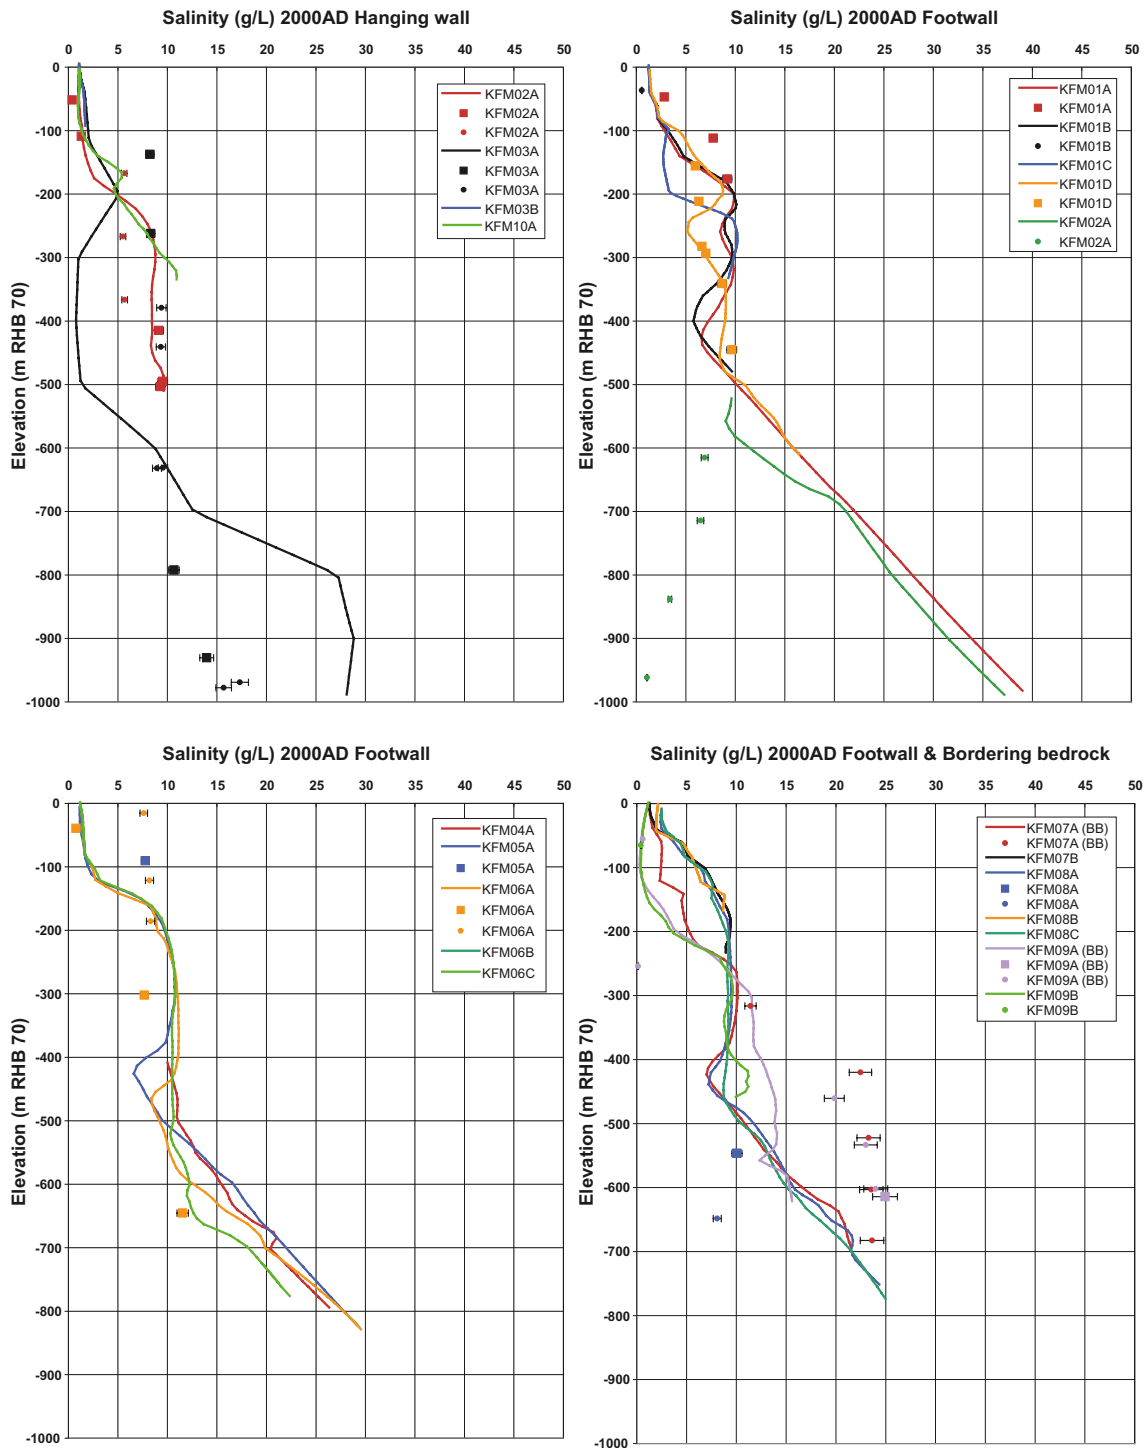 Salinity (g/L) 2000AD Hanging wall
0 5 10 15 20 25 30 35 40 45 50
0
-100
-200
-300
-400
-500
-600
-700
-800
-900
-1000
Elevation (m RHB 70)
KFM02A
KFM02A
KFM02A
KFM03A
KFM03A
KFM03A
KFM03B
KFM10A
Salinity (g/L) 2000AD Footwall
0 5 10 15 20 25 30 35 40 45 50
0
-100
-200
-300
-400
-500
-600
-700
-800
-900
-1000
Elevation (m RHB 70)
KFM01A
KFM01A
KFM01B
KFM01B
KFM01C
KFM01D
KFM01D
KFM02A
KFM02A
Salinity (g/L) 2000AD Footwall
0 5 10 15 20 25 30 35 40 45 50
0
-100
-200
-300
-400
-500
-600
-700
-800
-900
-1000
Elevation (m RHB 70)
KFM04A
KFM05A
KFM05A
KFM06A
KFM06A
KFM06A
KFM06B
KFM06C
Salinity (g/L) 2000AD Footwall & Bordering bedrock
0 5 10 15 20 25 30 35 40 45 50
0
-100
-200
-300
-400
-500
-600
-700
-800
-900
-1000
Elevation (m RHB 70)
KFM07A (BB)
KFM07A (BB)
KFM07B
KFM08A
KFM08A
KFM08A
KFM08B
KFM08C
KFM09A (BB)
KFM09A (BB)
KFM09A (BB)
KFM09B
KFM09B